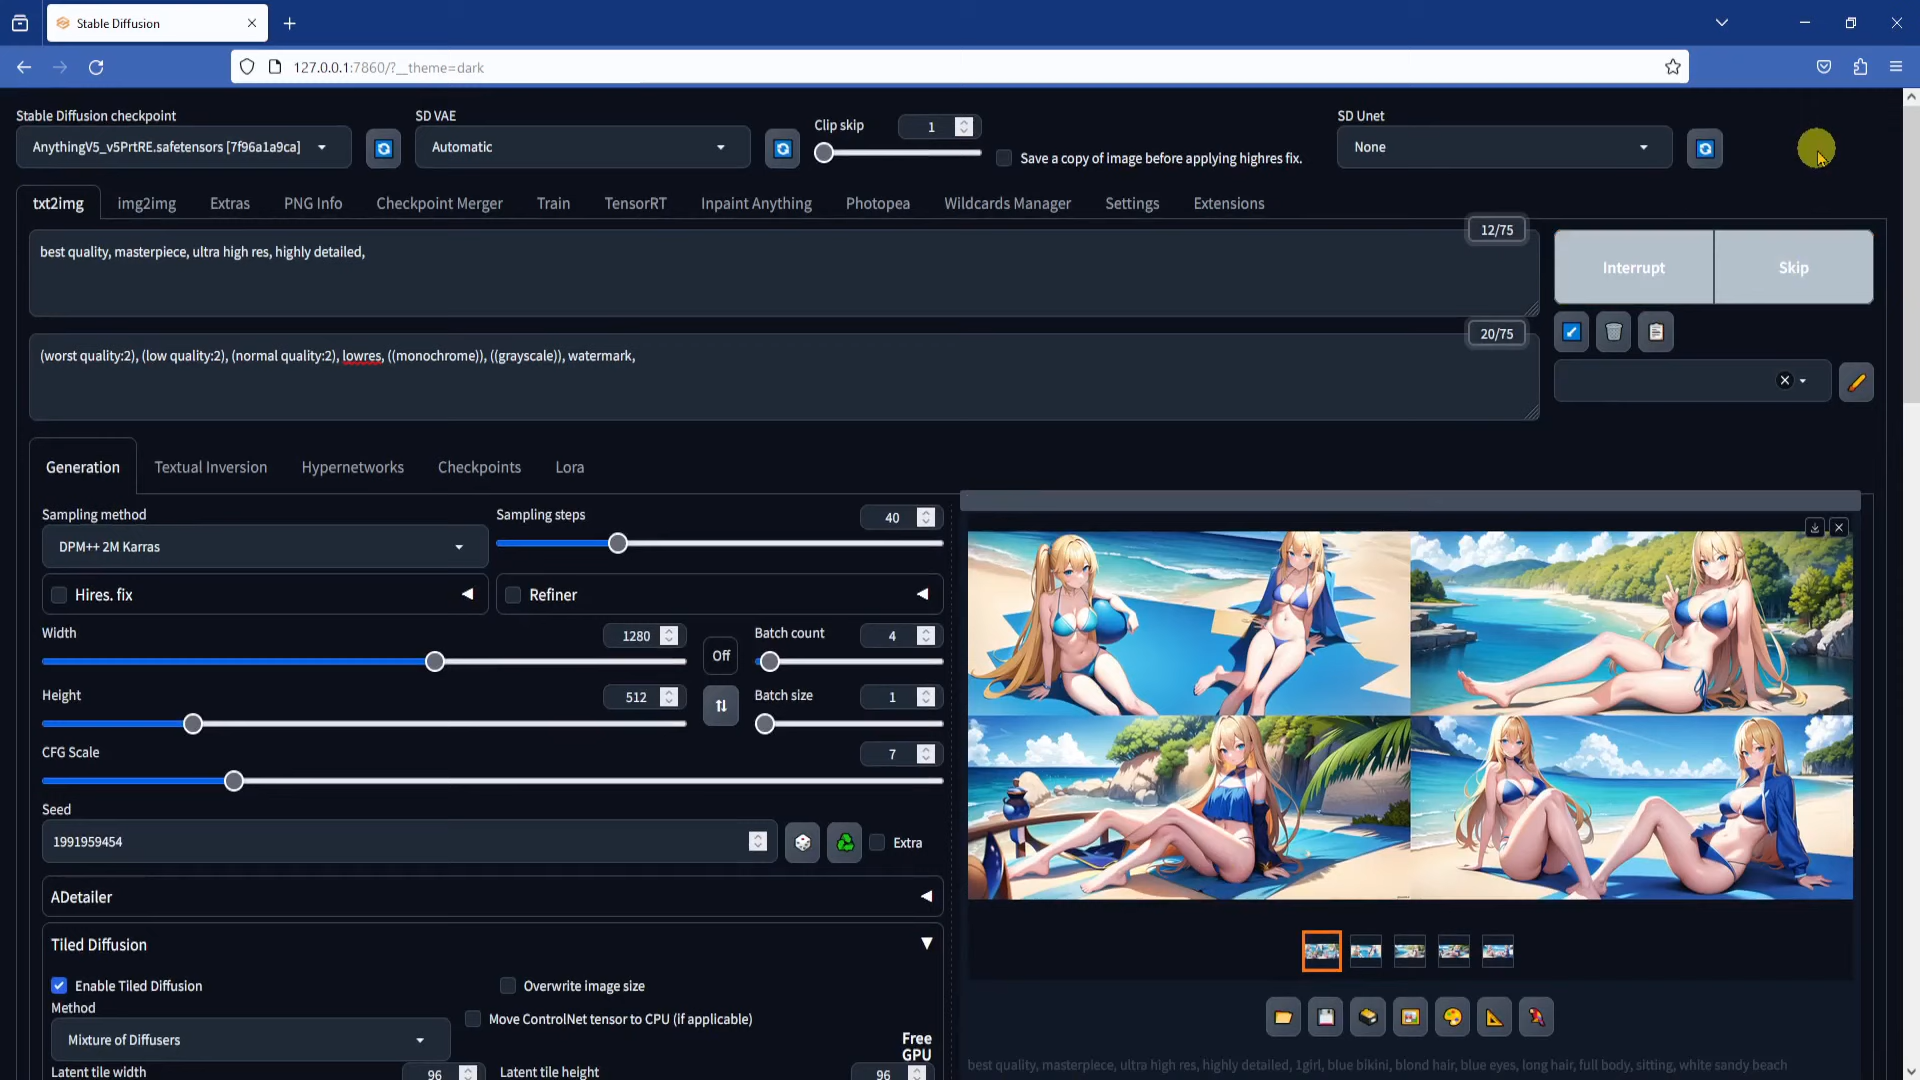 Stable Diffusion
127.0.0.1:7860/?__theme=dark
Stable Diffusion checkpoint
SD VAE
Clip skip
1
SD Unet
AnythingV5_v5PrtRE.safetensors [7f96a1a9ca]
Automatic
Save a copy of image before applying highres fix.
None
txt2img
img2img
Extras
PNG Info
Checkpoint Merger
Train
TensorRT
Inpaint Anything
Photopea
Wildcards Manager
Settings
Extensions
12/75
best quality, masterpiece, ultra high res, highly detailed,
Interrupt
Skip
20/75
(worst quality:2), (low quality:2), (normal quality:2), lowres, ((monochrome)), ((grayscale)), watermark,
Generation
Textual Inversion
Hypernetworks
Checkpoints
Lora
Sampling method
Sampling steps
40
DPM++ 2M Karras
Hires. fix
Refiner
Width
1280
Off
Batch count
4
Height
512
Batch size
1
CFG Scale
7
Seed
1991959454
Extra
ADetailer
Tiled Diffusion
Enable Tiled Diffusion
Overwrite image size
Method
Move ControlNet tensor to CPU (if applicable)
Mixture of Diffusers
Free
GPU
Latent tile width
96
Latent tile height
96
best quality, masterpiece, ultra high res, highly detailed, 1girl, blue bikini, blond hair, blue eyes, long hair, full body, sitting, white sandy beach